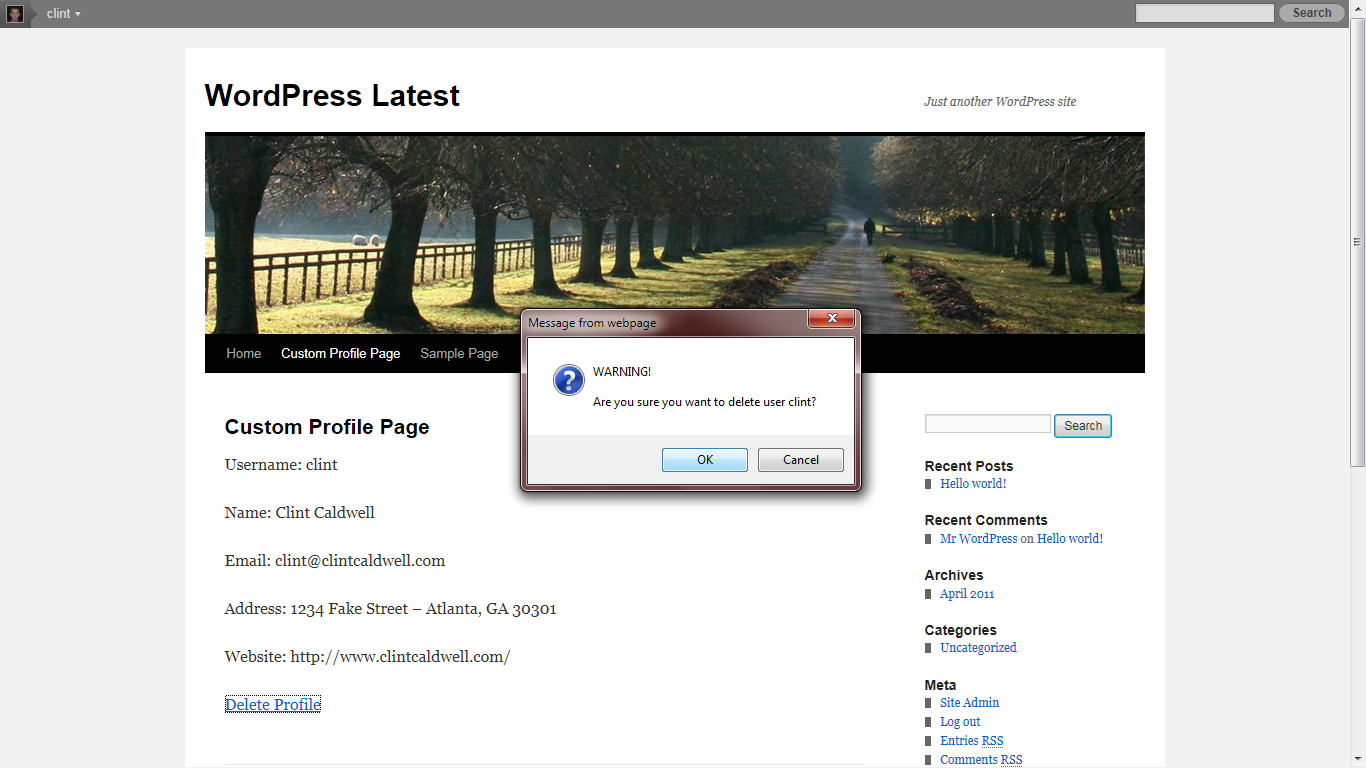 clint
Search
WordPress Latest
Just another WordPress site
Home Custom Profile Page Sample Page
Message from webpage
WARNING!
Are you sure you want to delete user clint?
OK Cancel
Custom Profile Page
Username: clint
Name: Clint Caldwell
Email: clint@clintcaldwell.com
Address: 1234 Fake Street – Atlanta, GA 30301
Website: http://www.clintcaldwell.com/
Delete Profile
Search
Recent Posts
Hello world!
Recent Comments
Mr WordPress on Hello world!
Archives
April 2011
Categories
Uncategorized
Meta
Site Admin
Log out
Entries RSS
Comments RSS